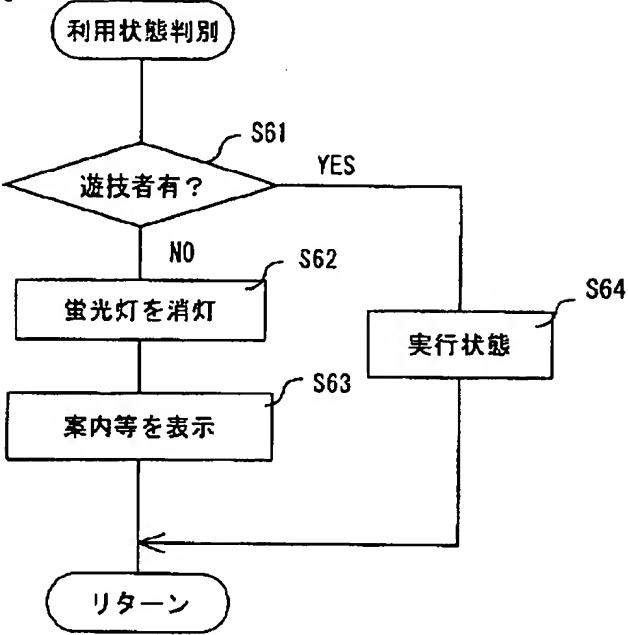 利用状態判別
S61
遊技者有？
YES
NO
S62
蛍光灯を消灯
S64
実行状態
S63
案内等を表示
リターン